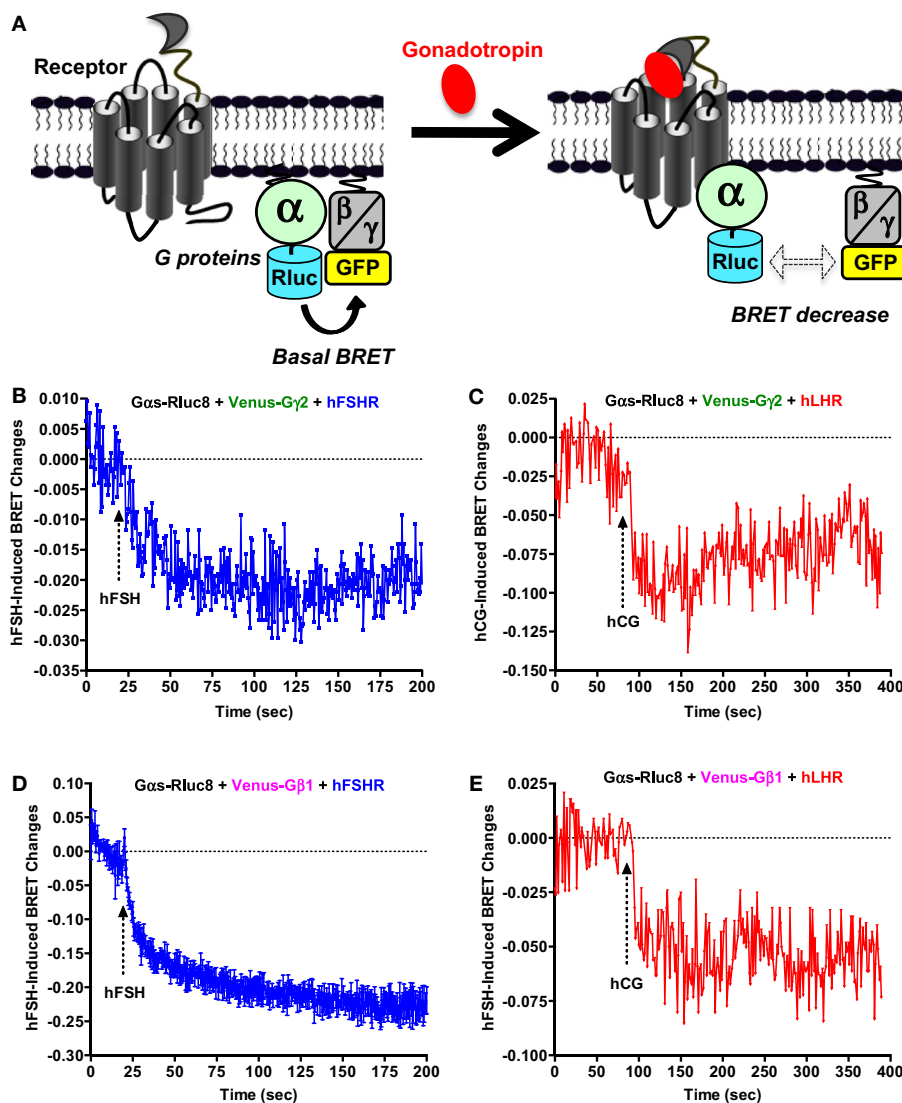 A
Receptor
Gonadotropin
α
β
γ
G proteins
Rluc
GFP
Basal BRET
α
β
γ
Rluc
GFP
BRET decrease
B
Gαs-Rluc8 + Venus-Gγ2 + hFSHR
hFSH-Induced BRET Changes
0.010
0.005
0.000
-0.005
-0.010
-0.015
-0.020
-0.025
-0.030
-0.035
hFSH
0 25 50 75 100 125 150 175 200
Time (sec)
C
Gαs-Rluc8 + Venus-Gγ2 + hLHR
hCG-Induced BRET Changes
0.025
0.000
-0.025
-0.050
-0.075
-0.100
-0.125
-0.150
hCG
0 50 100 150 200 250 300 350 400
Time (sec)
D
Gαs-Rluc8 + Venus-Gβ1 + hFSHR
hFSH-Induced BRET Changes
0.10
0.05
0.00
-0.05
-0.10
-0.15
-0.20
-0.25
-0.30
hFSH
0 25 50 75 100 125 150 175 200
Time (sec)
E
Gαs-Rluc8 + Venus-Gβ1 + hLHR
hFSH-Induced BRET Changes
0.025
0.000
-0.025
-0.050
-0.075
-0.100
hCG
0 50 100 150 200 250 300 350 400
Time (sec)